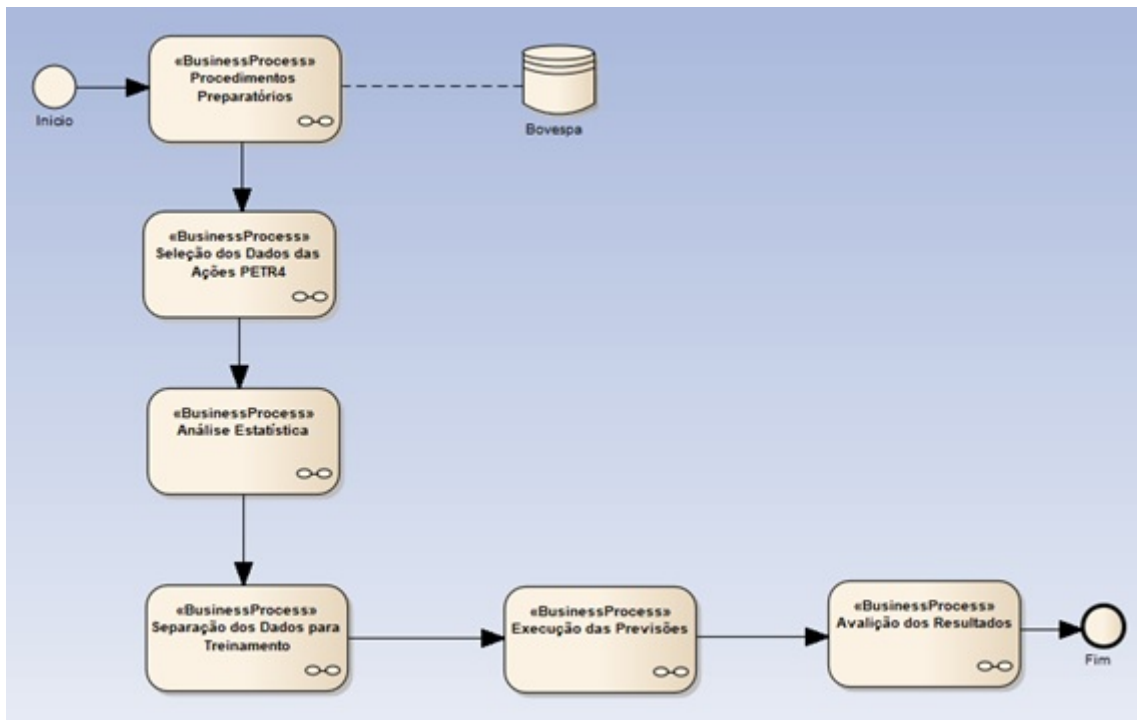 «BusinessProcess»
Procedimentos
Preparatórios
Inicio
Bovespa
«BusinessProcess»
Seleção dos Dados das
Ações PETR4
«BusinessProcess»
Análise Estatística
«BusinessProcess»
Separação dos Dados para
Treinamento
«BusinessProcess»
Execução das Previsões
«BusinessProcess»
Avalição dos Resultados
Fim